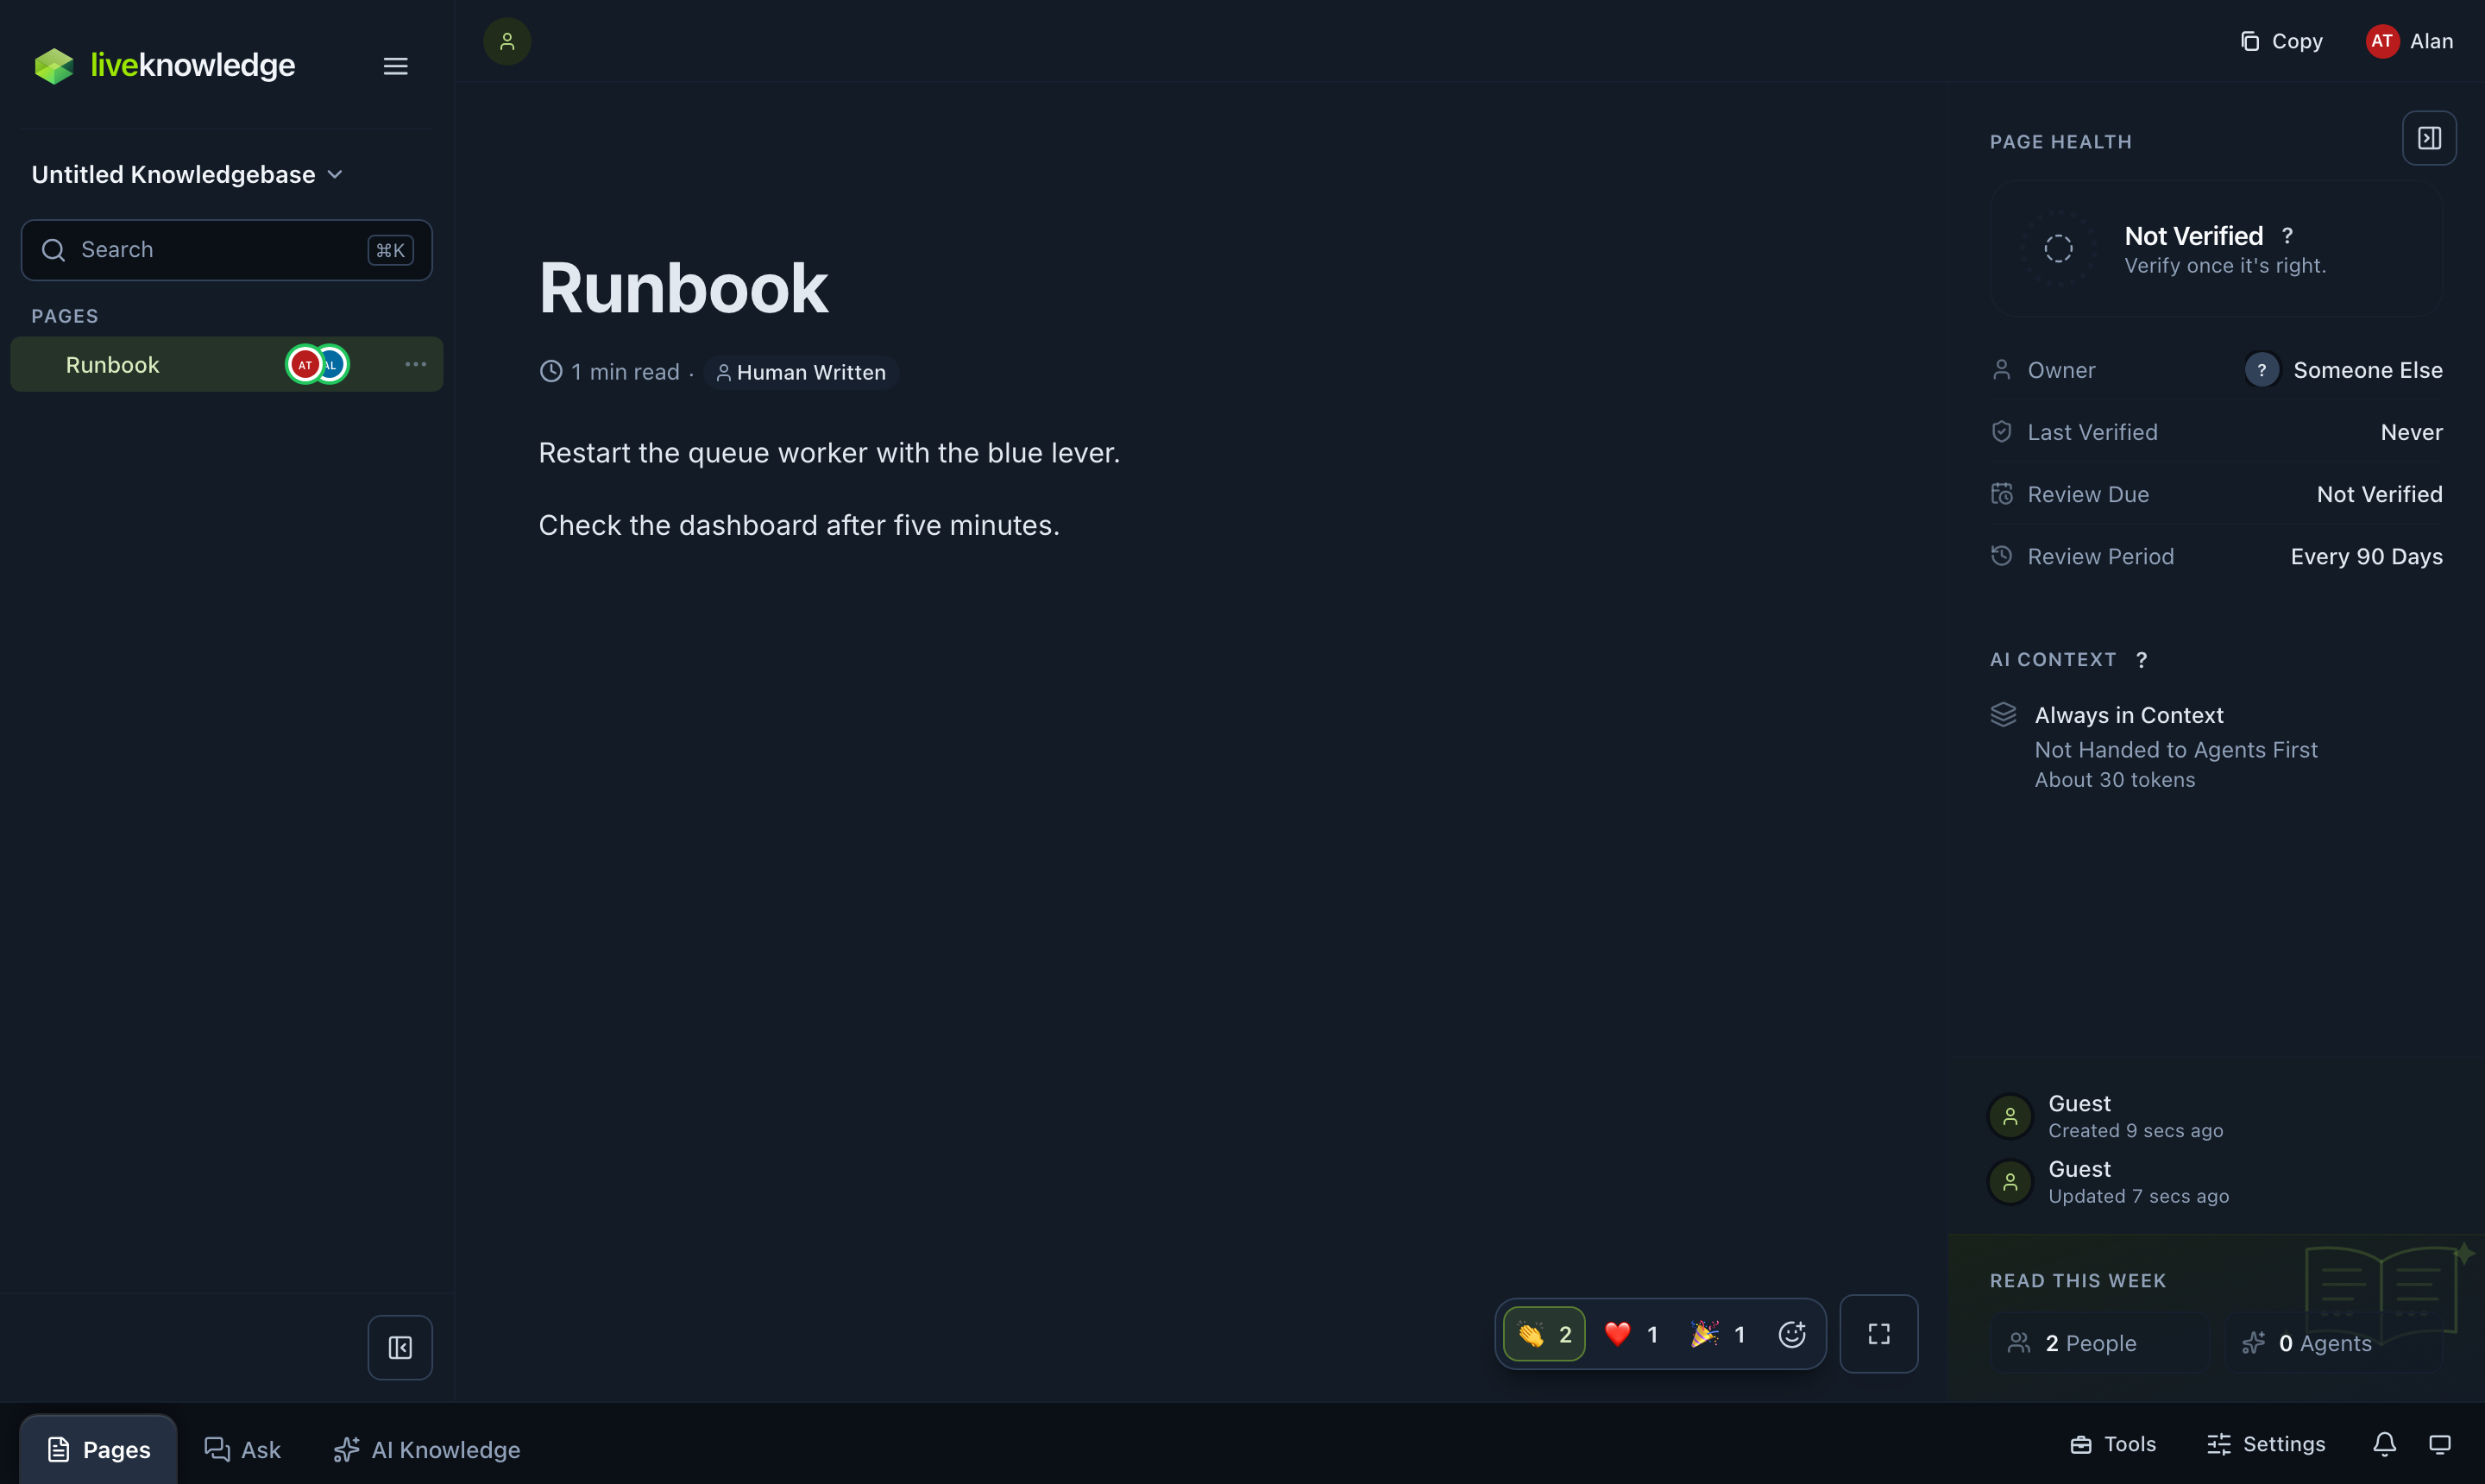 liveknowledge
Copy
AT
Alan
Untitled Knowledgebase
Search
⌘K
PAGES
Runbook
AT
AL
Runbook
1 min read · Human Written
Restart the queue worker with the blue lever.
Check the dashboard after five minutes.
PAGE HEALTH
Not Verified ?
Verify once it's right.
Owner
? Someone Else
Last Verified
Never
Review Due
Not Verified
Review Period
Every 90 Days
AI CONTEXT ?
Always in Context
Not Handed to Agents First
About 30 tokens
Guest
Created 9 secs ago
Guest
Updated 7 secs ago
READ THIS WEEK
2 People
0 Agents
👏 2
❤️ 1
🎉 1
Pages
Ask
AI Knowledge
Tools
Settings